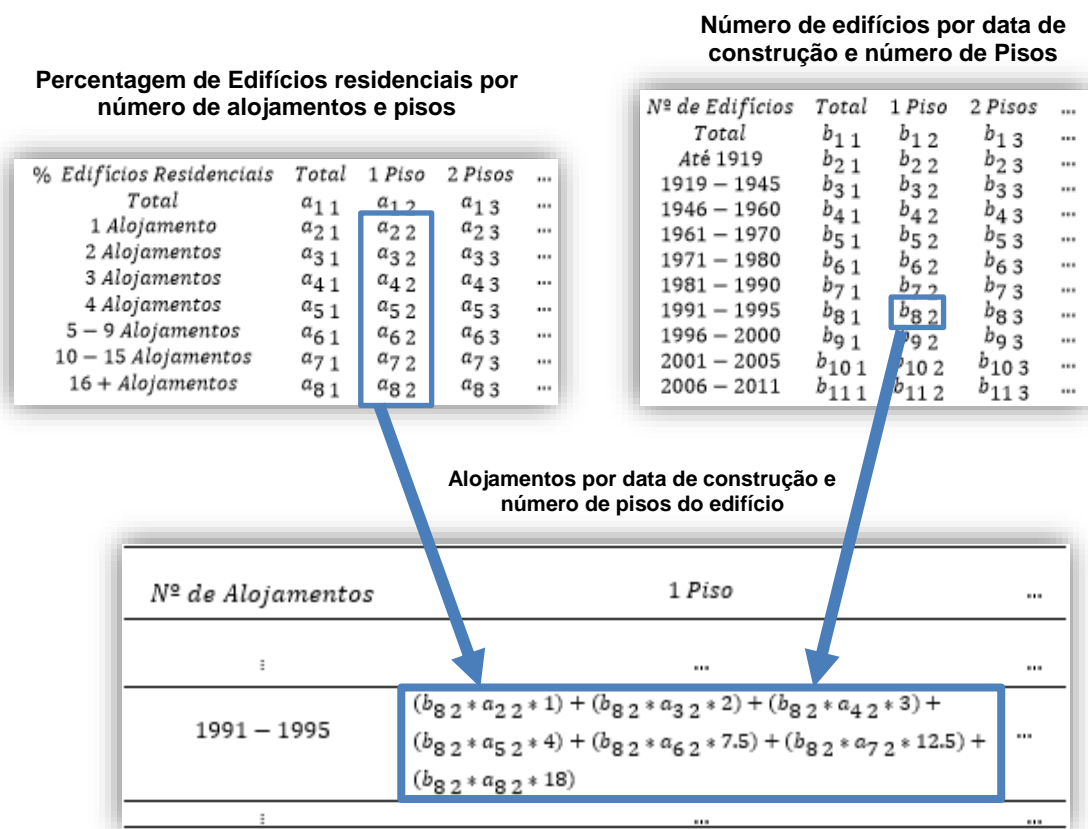 Percentagem de Edifícios residenciais por
número de alojamentos e pisos
% Edifícios Residenciais Total 1 Piso 2 Pisos ...
Total a1 1 a1 2 a1 3 ...
1 Alojamento a2 1 a2 2 a2 3 ...
2 Alojamentos a3 1 a3 2 a3 3 ...
3 Alojamentos a4 1 a4 2 a4 3 ...
4 Alojamentos a5 1 a5 2 a5 3 ...
5 − 9 Alojamentos a6 1 a6 2 a6 3 ...
10 − 15 Alojamentos a7 1 a7 2 a7 3 ...
16 + Alojamentos a8 1 a8 2 a8 3 ...
Número de edifícios por data de
construção e número de Pisos
Nº de Edifícios Total 1 Piso 2 Pisos ...
Total b1 1 b1 2 b1 3 ...
Até 1919 b2 1 b2 2 b2 3 ...
1919 − 1945 b3 1 b3 2 b3 3 ...
1946 − 1960 b4 1 b4 2 b4 3 ...
1961 − 1970 b5 1 b5 2 b5 3 ...
1971 − 1980 b6 1 b6 2 b6 3 ...
1981 − 1990 b7 1 b7 2 b7 3 ...
1991 − 1995 b8 1 b8 2 b8 3 ...
1996 − 2000 b9 1 b9 2 b9 3 ...
2001 − 2005 b10 1 b10 2 b10 3 ...
2006 − 2011 b11 1 b11 2 b11 3 ...
Alojamentos por data de construção e
número de pisos do edifício
Nº de Alojamentos 1 Piso ...
⋮ ... ...
1991 − 1995 (b8 2 * a2 2 * 1) + (b8 2 * a3 2 * 2) + (b8 2 * a4 2 * 3) +
(b8 2 * a5 2 * 4) + (b8 2 * a6 2 * 7.5) + (b8 2 * a7 2 * 12.5) + ...
(b8 2 * a8 2 * 18)
⋮ ... ...